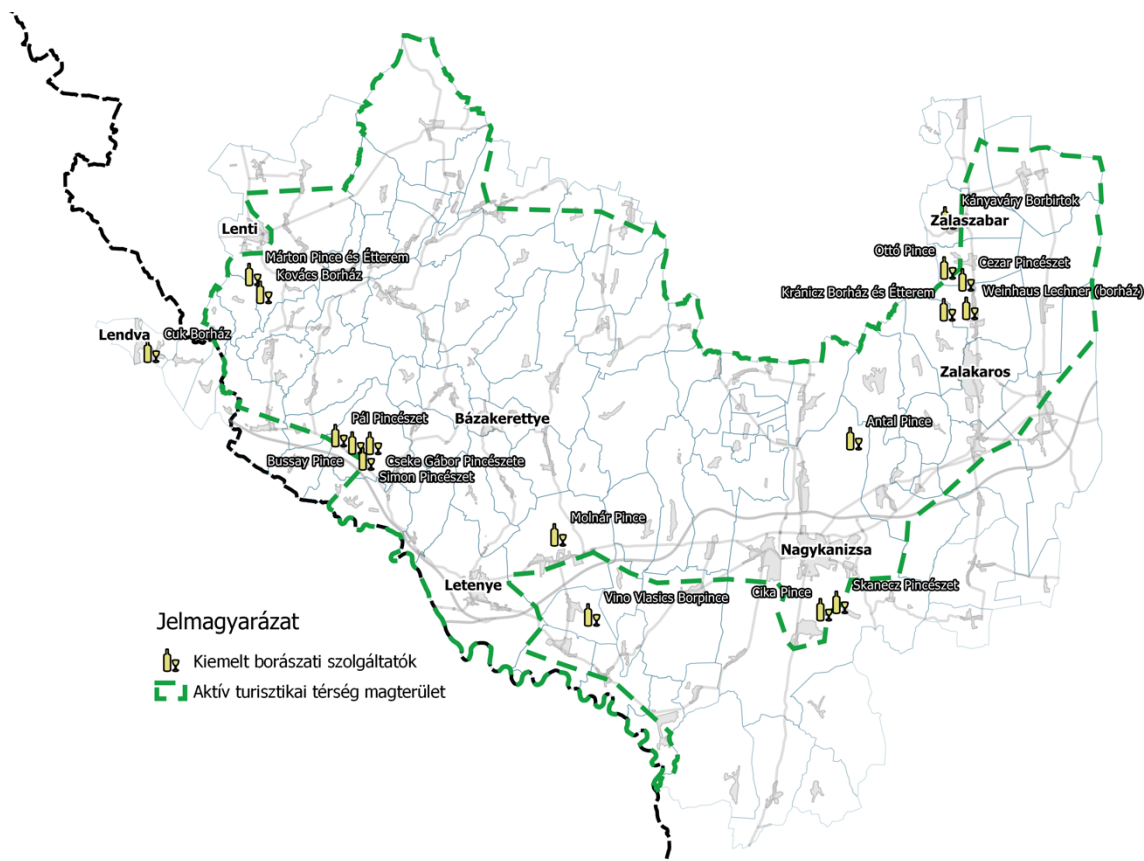 Kányaváry Borbirtok
Zalaszabar
Lenti
Ottó Pince
Cezar Pincészet
Márton Pince és Étterem
Kovács Borház
Kránicz Borház és Étterem
Weinhaus Lechner (borház)
Lendva
Cuk Borház
Zalakaros
Pál Pincészet
Bázakerettye
Antal Pince
Bussay Pince
Cseke Gábor Pincészete
Simon Pincészet
Molnár Pince
Nagykanizsa
Letenye
Vino Vlasics Borpince
Cika Pince
Skanecz Pincészet
Jelmagyarázat
Kiemelt borászati szolgáltatók
Aktív turisztikai térség magterület